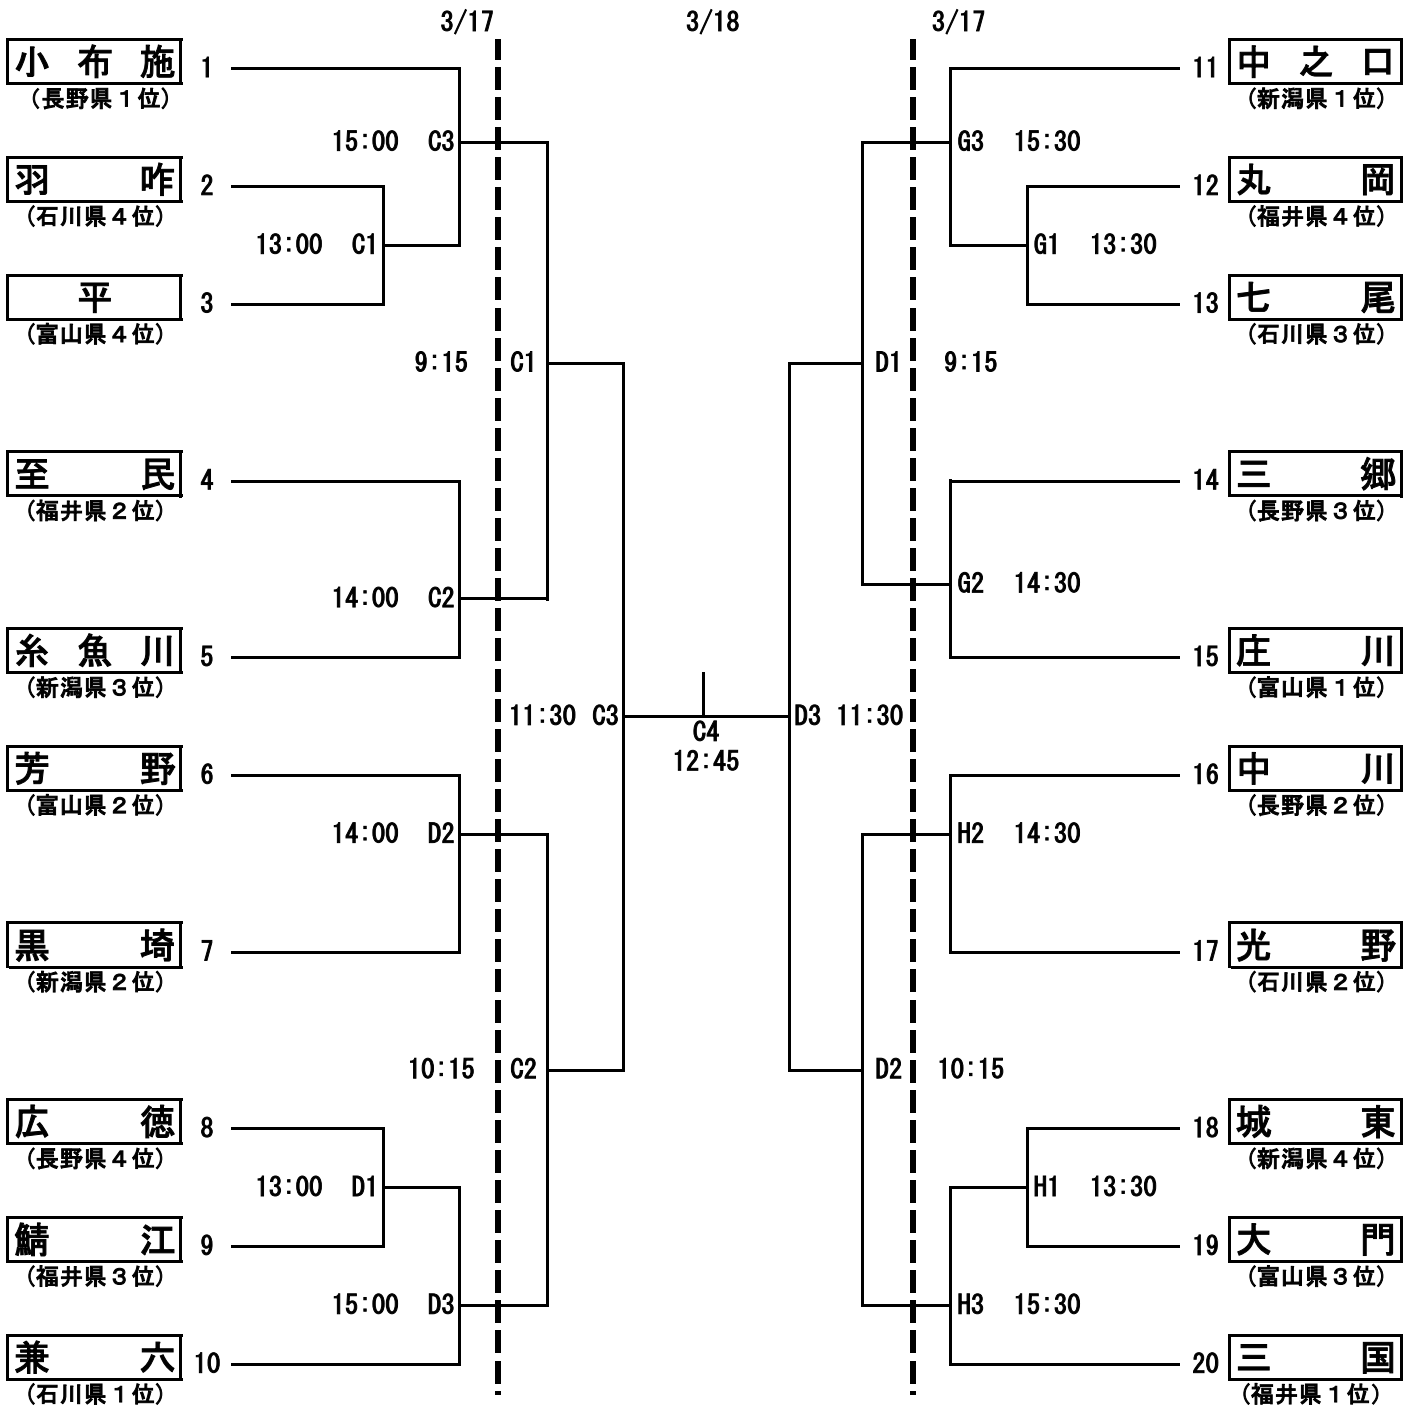 3/17 3/18 3/17
小布施 1
(長野県1位)
15:00 C3
羽咋 2
(石川県4位)
13:00 C1
平 3
(富山県4位)
9:15 C1
至民 4
(福井県2位)
14:00 C2
糸魚川 5
(新潟県3位)
11:30 C3
芳野 6
(富山県2位)
14:00 D2
黒埼 7
(新潟県2位)
10:15 C2
広徳 8
(長野県4位)
13:00 D1
鯖江 9
(福井県3位)
15:00 D3
兼六 10
(石川県1位)
C4
12:45
11 中之口
(新潟県1位)
G3 15:30
12 丸岡
(福井県4位)
G1 13:30
13 七尾
(石川県3位)
D1 9:15
14 三郷
(長野県3位)
G2 14:30
15 庄川
(富山県1位)
D3 11:30
16 中川
(長野県2位)
H2 14:30
17 光野
(石川県2位)
D2 10:15
18 城東
(新潟県4位)
H1 13:30
19 大門
(富山県3位)
H3 15:30
20 三国
(福井県1位)